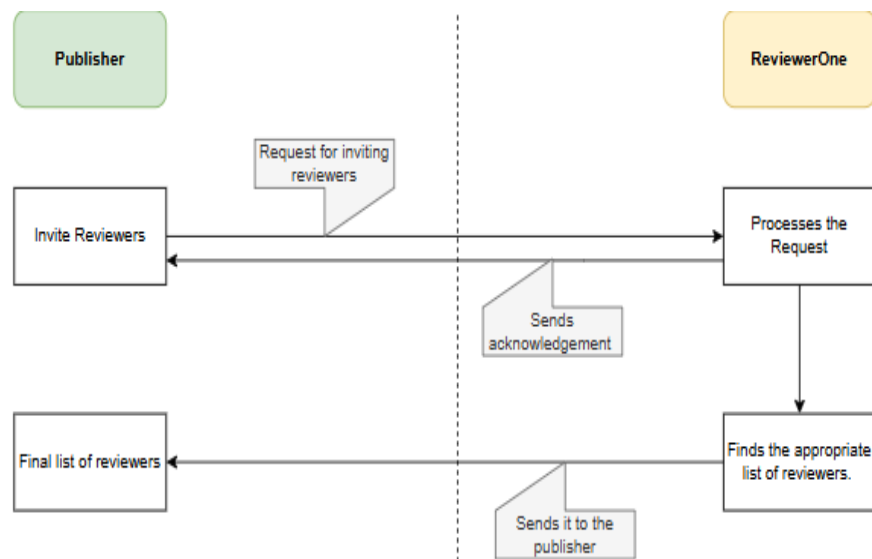 Publisher
ReviewerOne
Request for inviting
reviewers
Invite Reviewers
Processes the
Request
Sends
acknowledgement
Final list of reviewers
Finds the appropriate
list of reviewers.
Sends it to the
publisher